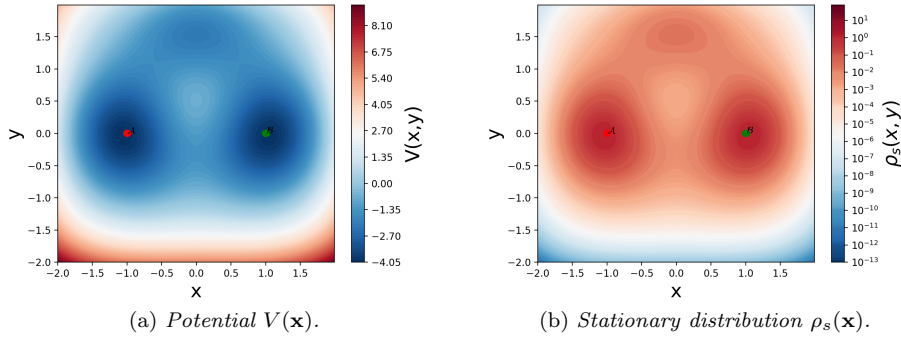 1.5
1.0
0.5
0.0
−0.5
−1.0
−1.5
−2.0
y
A
B
−2.0 −1.5 −1.0 −0.5 0.0 0.5 1.0 1.5
x
8.10
6.75
5.40
4.05
2.70
1.35
0.00
−1.35
−2.70
−4.05
V(x,y)
(a) Potential V(x).
1.5
1.0
0.5
0.0
−0.5
−1.0
−1.5
−2.0
y
A
B
−2.0 −1.5 −1.0 −0.5 0.0 0.5 1.0 1.5
x
10¹
10⁰
10⁻¹
10⁻²
10⁻³
10⁻⁴
10⁻⁵
10⁻⁶
10⁻⁷
10⁻⁸
10⁻⁹
10⁻¹⁰
10⁻¹¹
10⁻¹²
10⁻¹³
ρₛ(x, y)
(b) Stationary distribution ρₛ(x).